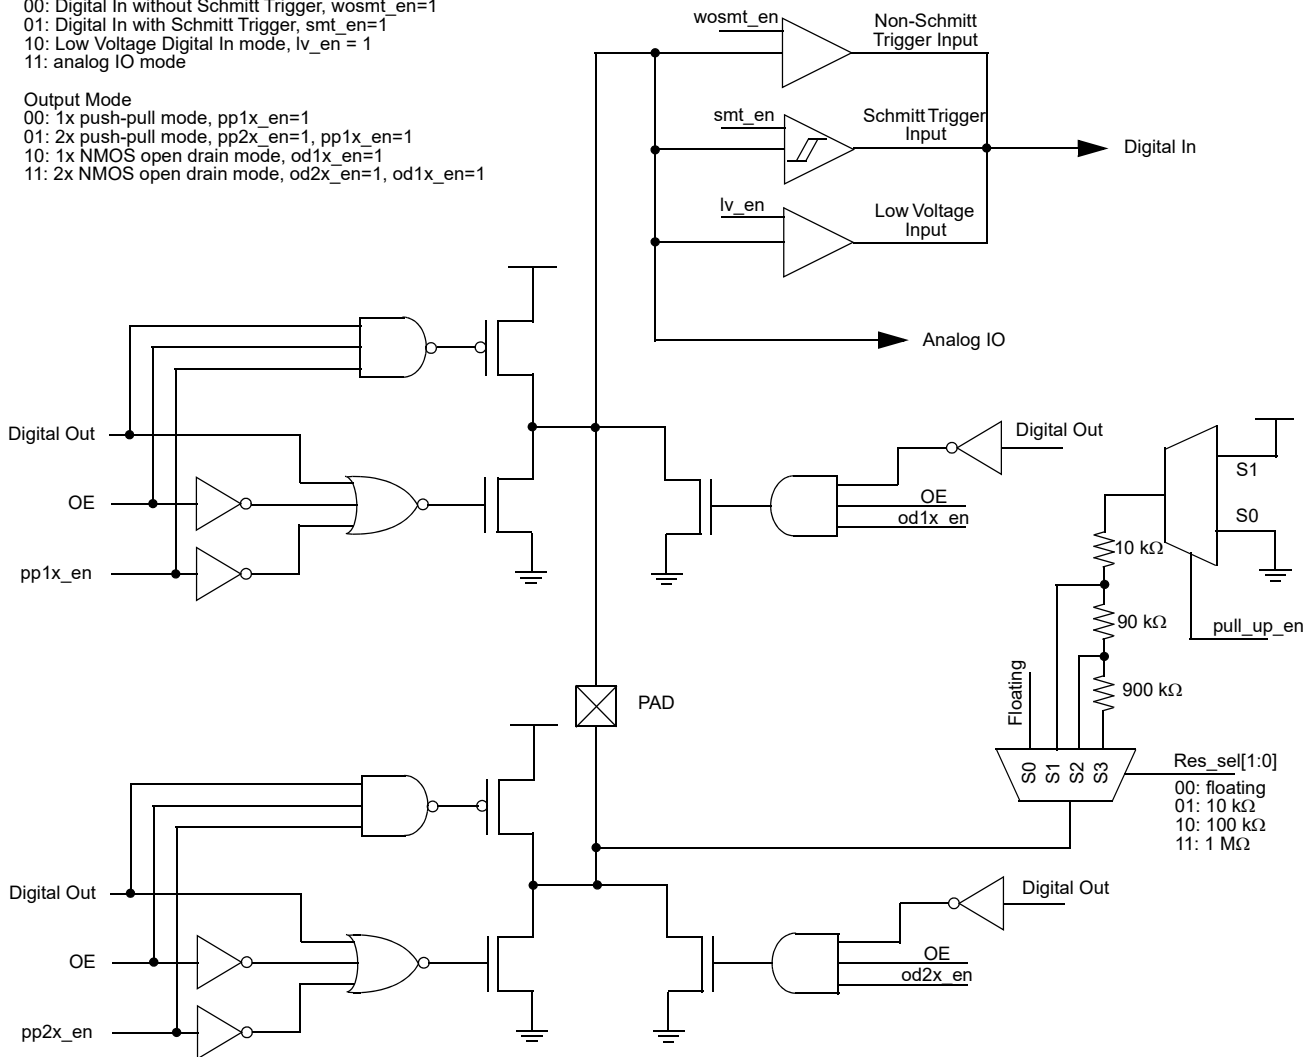 00: Digital In without Schmitt Trigger, wosmt_en=1
01: Digital In with Schmitt Trigger, smt_en=1
10: Low Voltage Digital In mode, lv_en = 1
11: analog IO mode
Output Mode
00: 1x push-pull mode, pp1x_en=1
01: 2x push-pull mode, pp2x_en=1, pp1x_en=1
10: 1x NMOS open drain mode, od1x_en=1
11: 2x NMOS open drain mode, od2x_en=1, od1x_en=1
wosmt_en
Non-Schmitt
Trigger Input
smt_en
Schmitt Trigger
Input
Digital In
lv_en
Low Voltage
Input
Analog IO
Digital Out
OE
pp1x_en
Digital Out
OE
od1x_en
S1
S0
10 kΩ
90 kΩ
pull_up_en
900 kΩ
Floating
PAD
S0
S1
S2
S3
Res_sel[1:0]
00: floating
01: 10 kΩ
10: 100 kΩ
11: 1 MΩ
Digital Out
OE
pp2x_en
Digital Out
OE
od2x_en